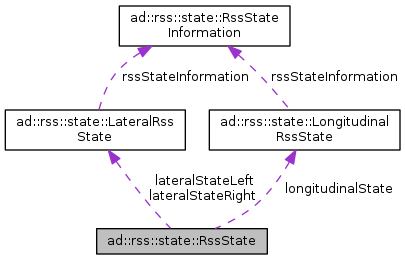 ad::rss::state::RssState
Information
rssStateInformation
rssStateInformation
ad::rss::state::LateralRss
State
ad::rss::state::Longitudinal
RssState
lateralStateLeft
lateralStateRight
longitudinalState
ad::rss::state::RssState